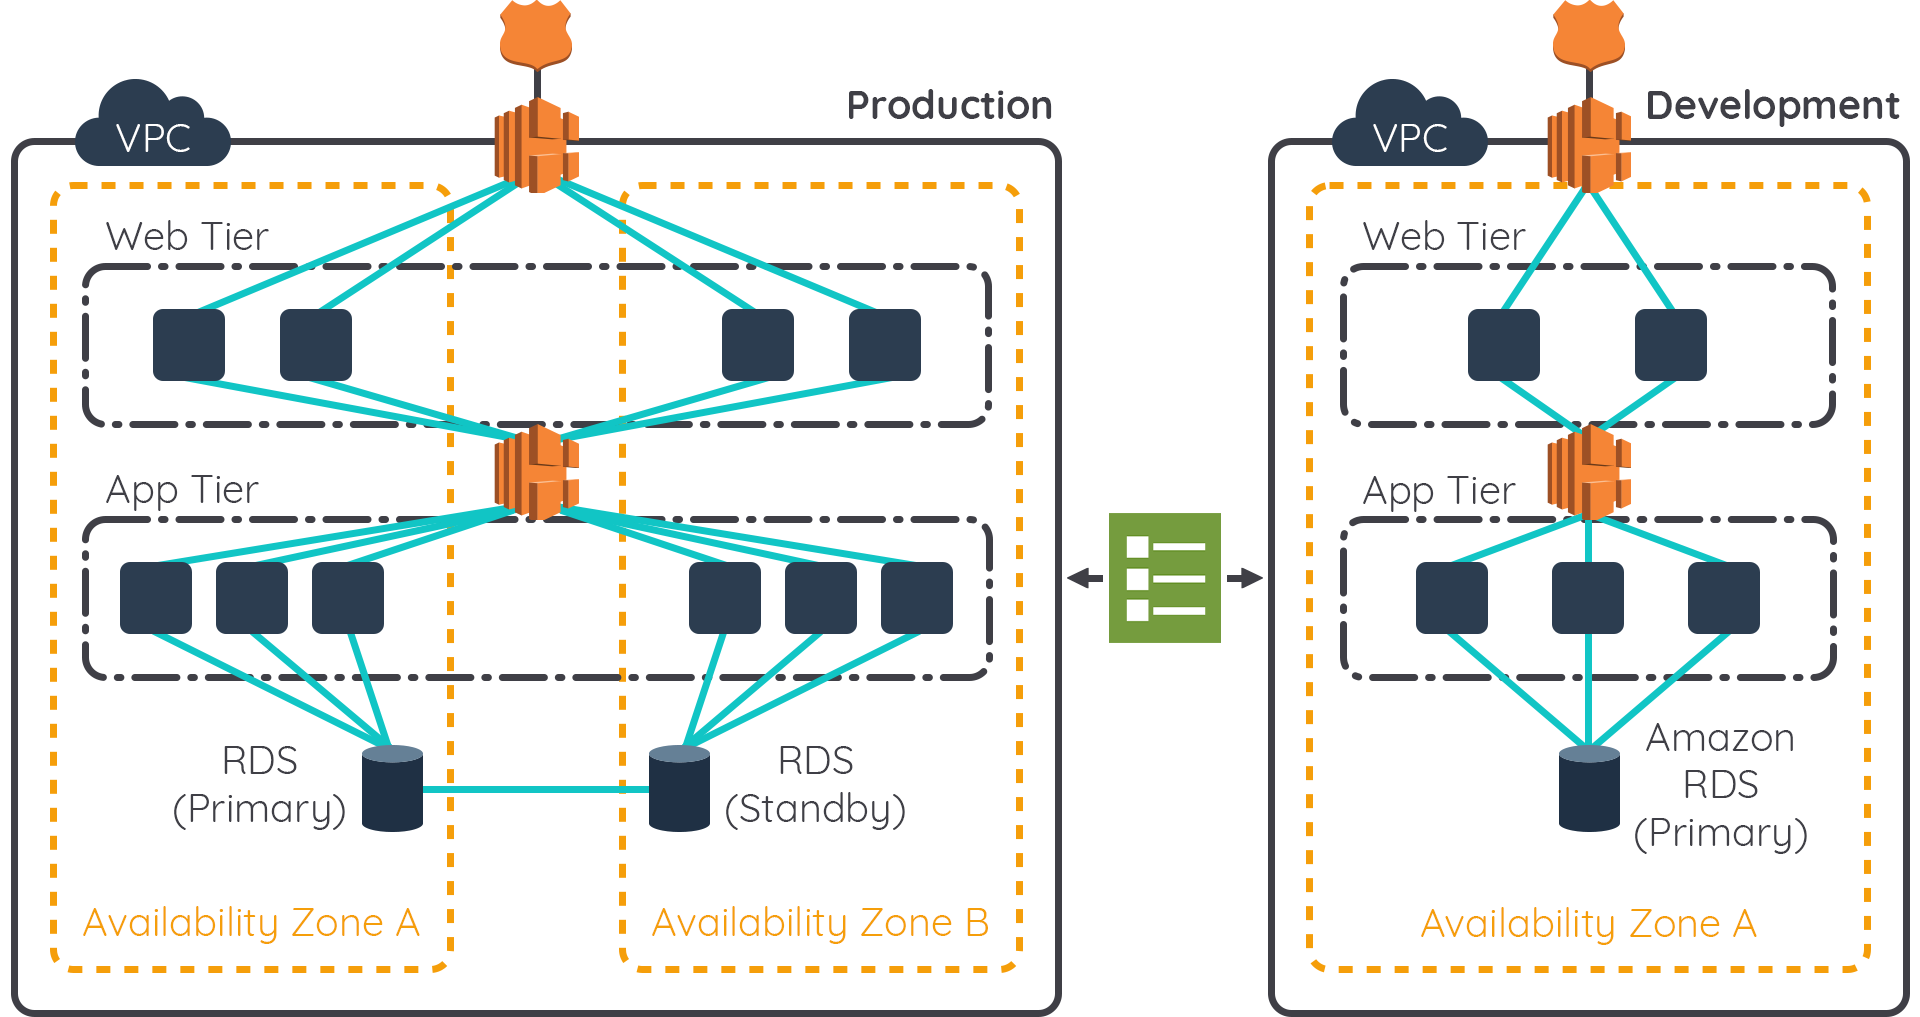 Production
VPC
Web Tier
App Tier
RDS
(Primary)
RDS
(Standby)
Availability Zone A
Availability Zone B
Development
VPC
Web Tier
App Tier
Amazon
RDS
(Primary)
Availability Zone A